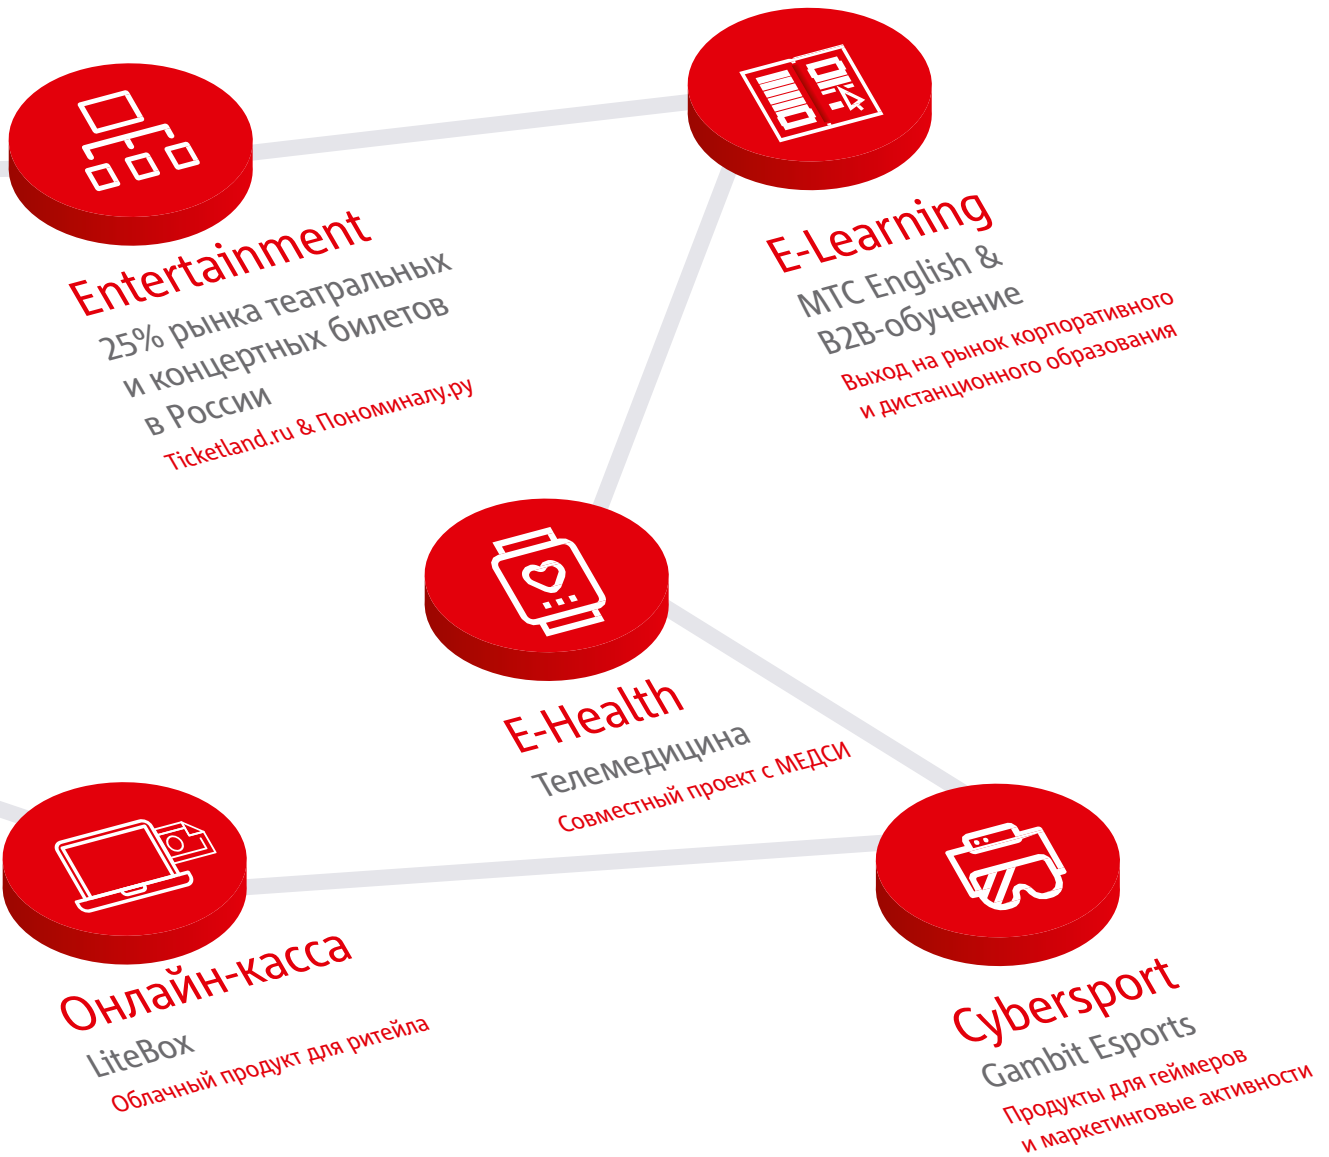 Entertainment
25% рынка театральных
и концертных билетов
в России
Ticketland.ru & Пономиналу.ру
E-Learning
МТС English &
B2B-обучение
Выход на рынок корпоративного
и дистанционного образования
E-Health
Телемедицина
Совместный проект с МЕДСИ
Онлайн-касса
LiteBox
Облачный продукт для ритейла
Cybersport
Gambit Esports
Продукты для геймеров
и маркетинговые активности